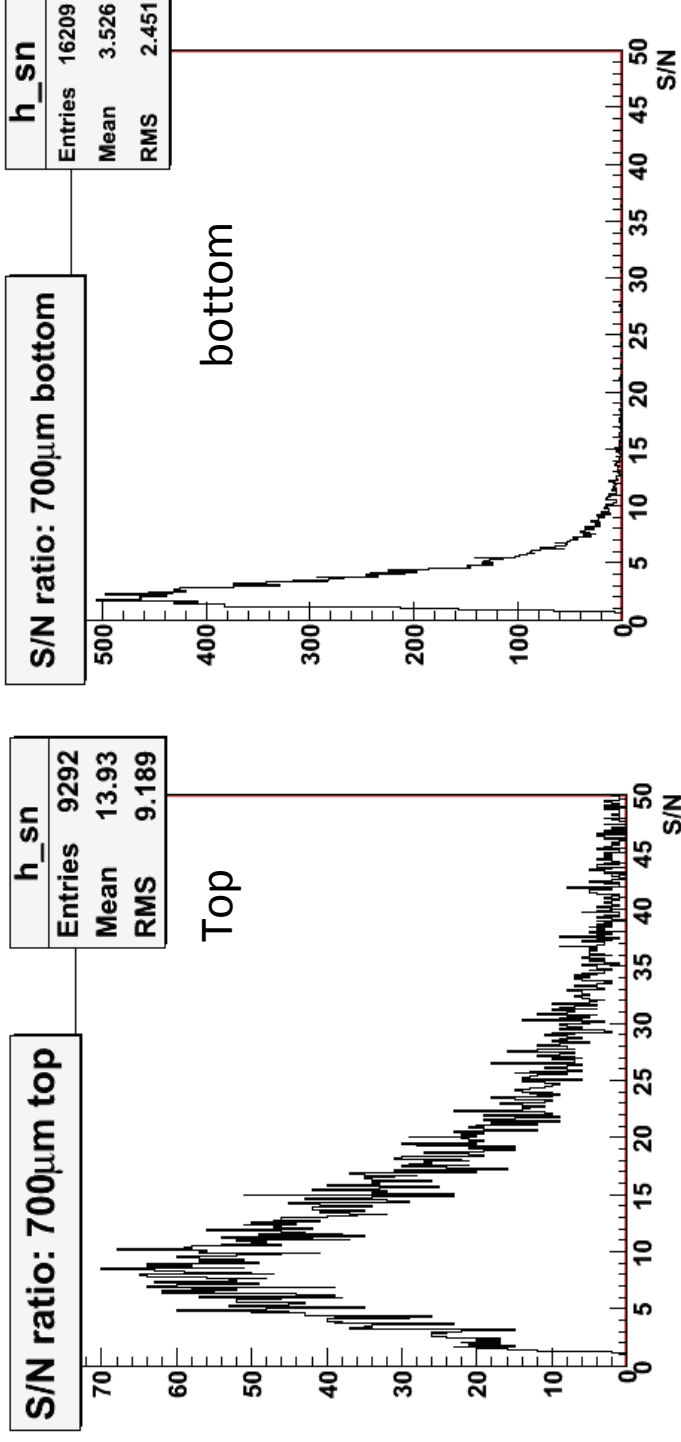 S/N ratio: 700μm top
h_sn
Entries 9292
Mean 13.93
RMS 9.189
Top
70
60
50
40
30
20
10
0
0 5 10 15 20 25 30 35 40 45 50
S/N
S/N ratio: 700μm bottom
h_sn
Entries 16209
Mean 3.526
RMS 2.451
bottom
500
400
300
200
100
0
0 5 10 15 20 25 30 35 40 45 50
S/N